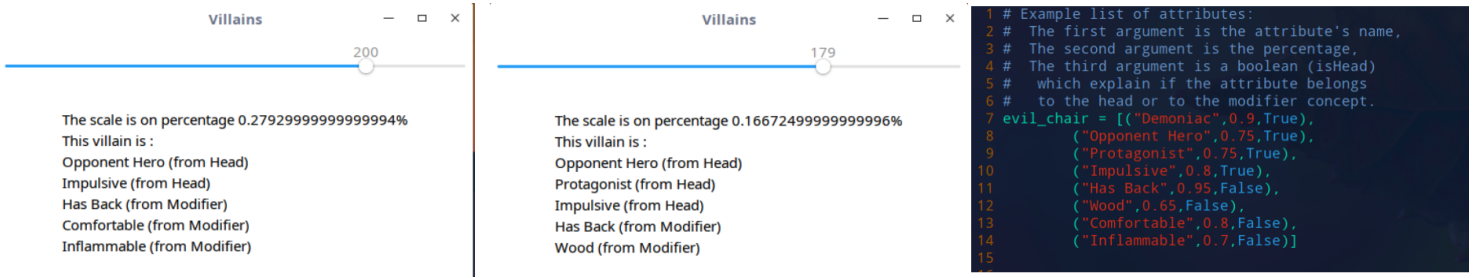 Villains
200
The scale is on percentage 0.27929999999999994%
This villain is :
Opponent Hero (from Head)
Impulsive (from Head)
Has Back (from Modifier)
Comfortable (from Modifier)
Inflammable (from Modifier)
Villains
179
The scale is on percentage 0.16672499999999996%
This villain is :
Opponent Hero (from Head)
Protagonist (from Head)
Impulsive (from Head)
Has Back (from Modifier)
Wood (from Modifier)
1 # Example list of attributes:
2 #  The first argument is the attribute's name,
3 #  The second argument is the percentage,
4 #  The third argument is a boolean (isHead)
5 #   which explain if the attribute belongs
6 #   to the head or to the modifier concept.
7 evil_chair = [("Demoniac",0.9,True),
8 ("Opponent Hero",0.75,True),
9 ("Protagonist",0.75,True),
10 ("Impulsive",0.8,True),
11 ("Has Back",0.95,False),
12 ("Wood",0.65,False),
13 ("Comfortable",0.8,False),
14 ("Inflammable",0.7,False)]
15